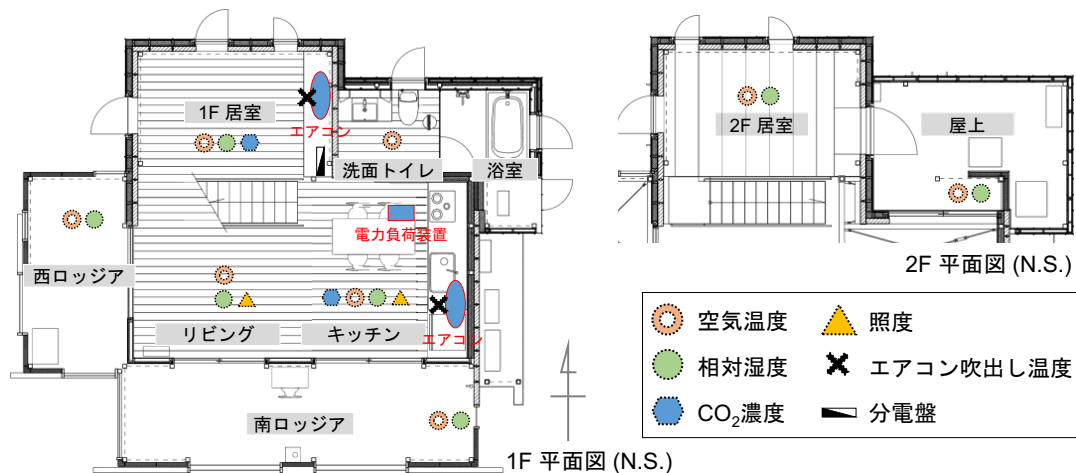 1F 居室
エアコン
洗面トイレ
浴室
電力負荷装置
西ロッジア
リビング
キッチン
エアコン
南ロッジア
1F 平面図 (N.S.)
2F 居室
屋上
2F 平面図 (N.S.)
空気温度
照度
相対湿度
エアコン吹出し温度
CO₂濃度
分電盤